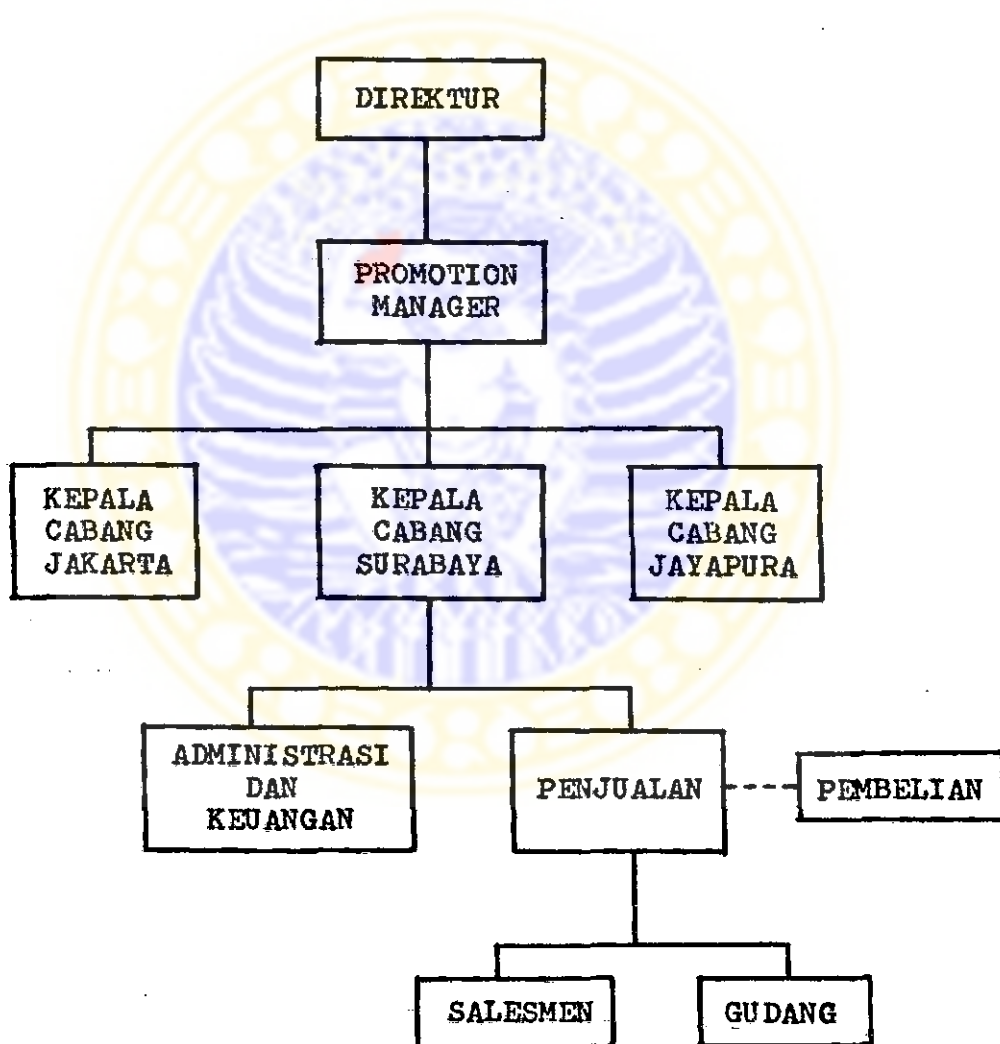 DIREKTUR
PROMOTION
MANAGER
KEPALA
CABANG
JAKARTA
KEPALA
CABANG
SURABAYA
KEPALA
CABANG
JAYAPURA
ADMINISTRASI
DAN
KEUANGAN
PENJUALAN
PEMBELIAN
SALESMEN
GUDANG